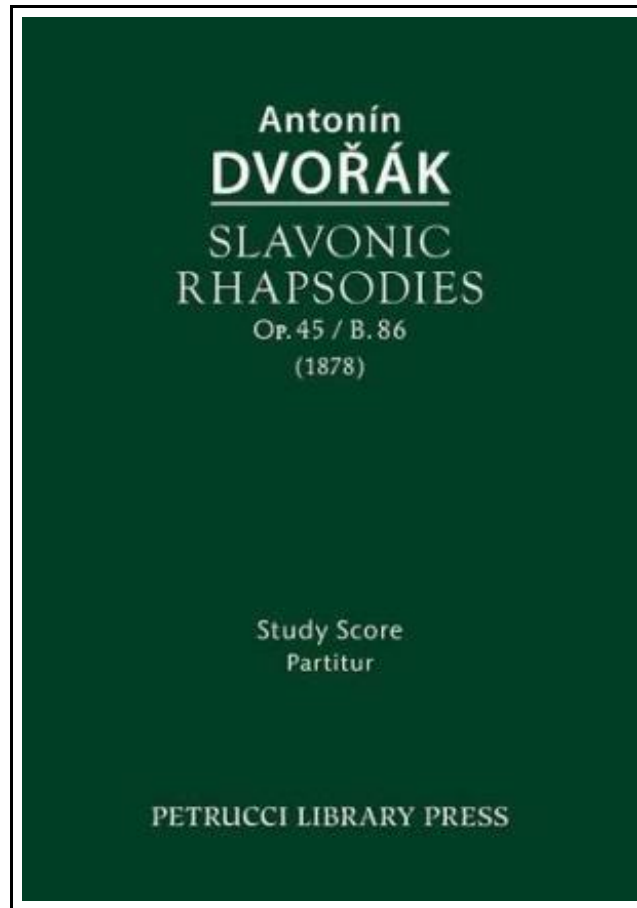 Antonín
DVOŘÁK
SLAVONIC
RHAPSODIES
Op. 45 / B. 86
(1878)
Study Score
Partitur
PETRUCCI LIBRARY PRESS